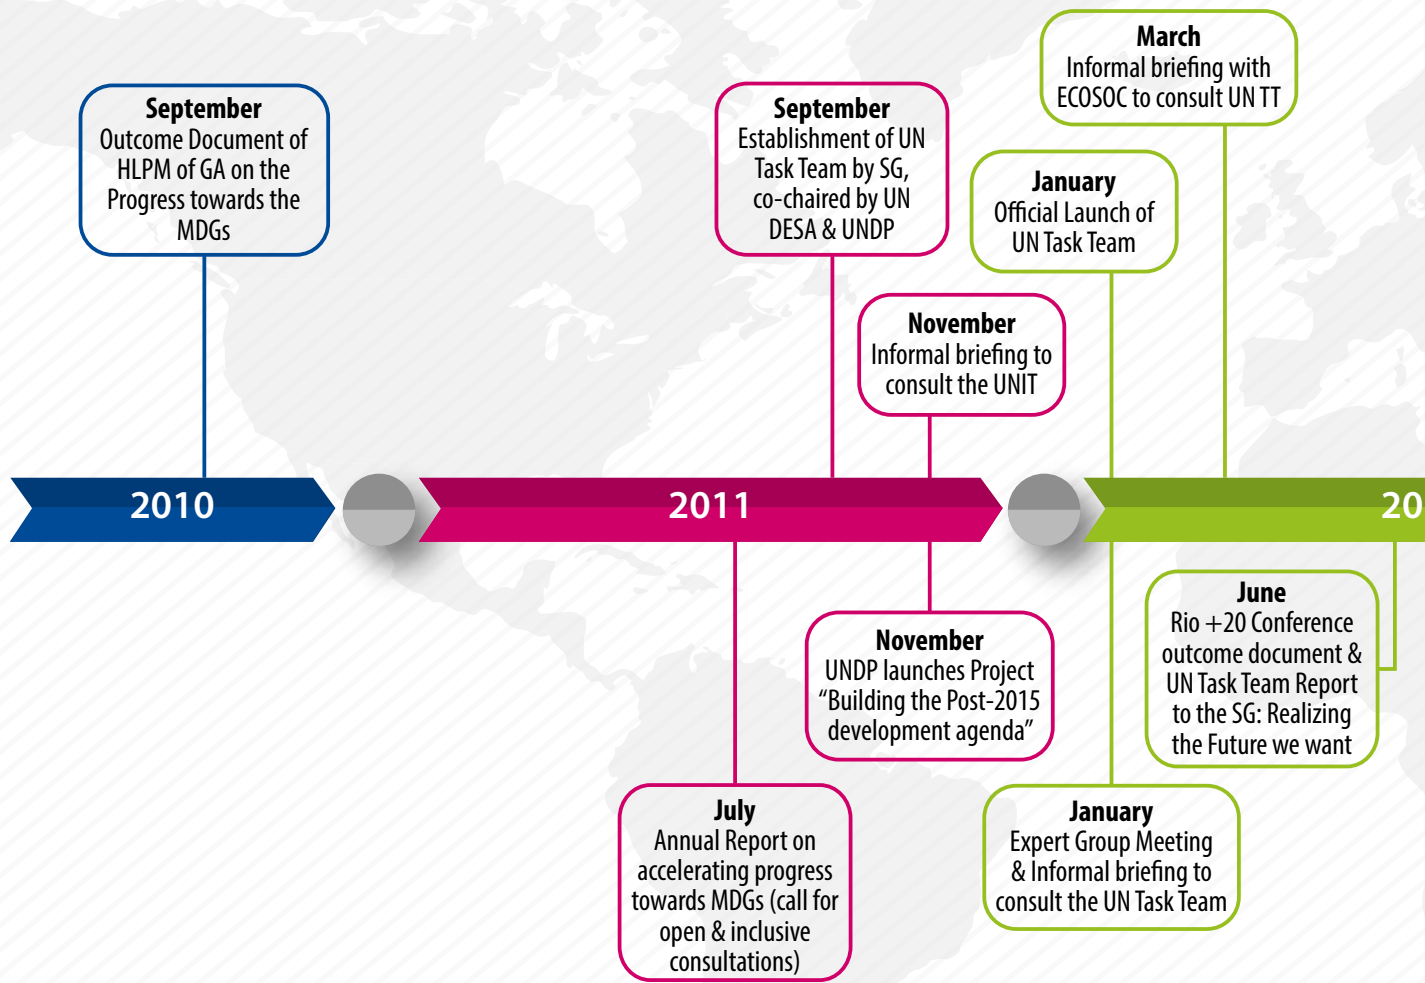 September
Outcome Document of
HLPM of GA on the
Progress towards the
MDGs
September
Establishment of UN
Task Team by SG,
co-chaired by UN
DESA & UNDP
March
Informal briefing with
ECOSOC to consult UN TT
January
Official Launch of
UN Task Team
November
Informal briefing to
consult the UNIT
2010
2011
20
June
Rio +20 Conference
outcome document &
UN Task Team Report
to the SG: Realizing
the Future we want
November
UNDP launches Project
“Building the Post-2015
development agenda”
July
Annual Report on
accelerating progress
towards MDGs (call for
open & inclusive
consultations)
January
Expert Group Meeting
& Informal briefing to
consult the UN Task Team